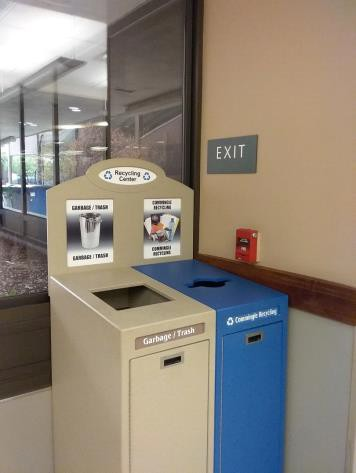 Recycling
Center
GARBAGE / TRASH
GARBAGE / TRASH
COMMINGLE
RECYCLING
COMMINGLE
RECYCLING
EXIT
Garbage / Trash
Commingle Recycling